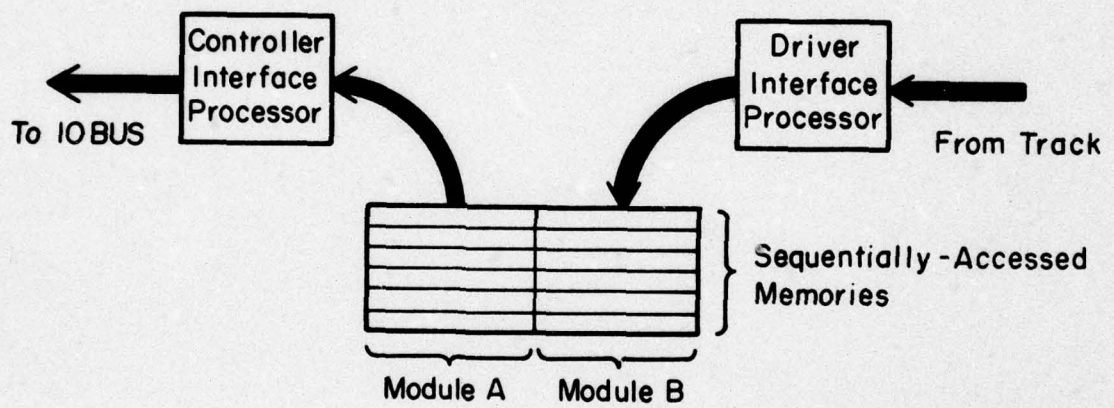 Controller
Interface
Processor
Driver
Interface
Processor
To IOBUS
From Track
Sequentially-Accessed
Memories
Module A
Module B